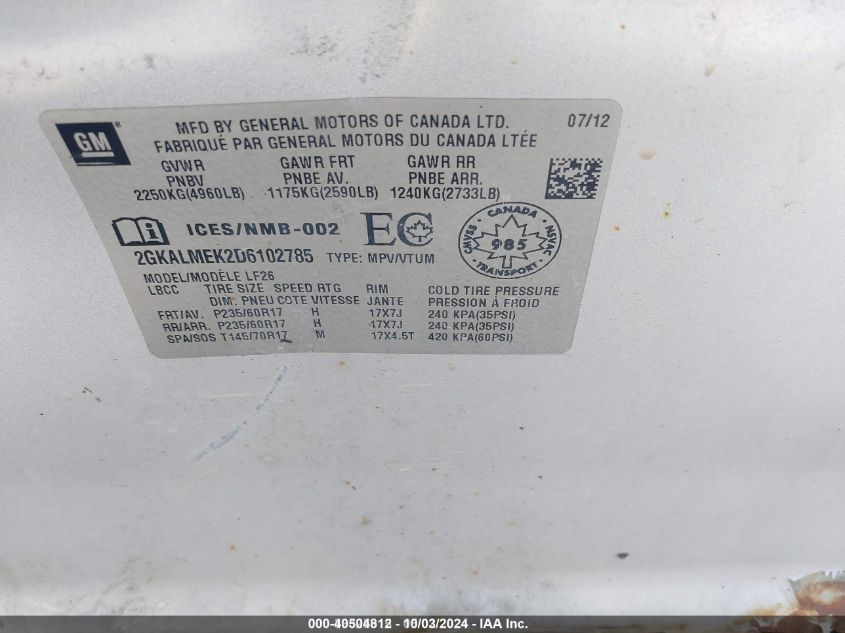 GM
MFD BY GENERAL MOTORS OF CANADA LTD. 07/12
FABRIQUÉ PAR GENERAL MOTORS DU CANADA LTÉE
GVWR GAWR FRT GAWR RR
PNBV PNBE AV. PNBE ARR.
2250KG(4960LB) 1175KG(2590LB) 1240KG(2733LB)
ICES/NMB-002 EC
CANADA
CMVSS 985 NSVAC
TRANSPORT
2GKALMEK2D6102785 TYPE: MPV/VTUM
MODEL/MODÈLE LF26
LBCC TIRE SIZE SPEED RTG RIM COLD TIRE PRESSURE
DIM. PNEU COTE VITESSE JANTE PRESSION À FROID
FRT/AV. P235/60R17 H 17X7J 240 KPA(35PSI)
RR/ARR. P235/60R17 H 17X7J 240 KPA(35PSI)
SPA/SOS T145/70R17 M 17X4.5T 420 KPA(60PSI)
000-40504812 - 10/03/2024 - IAAI.com Inc.